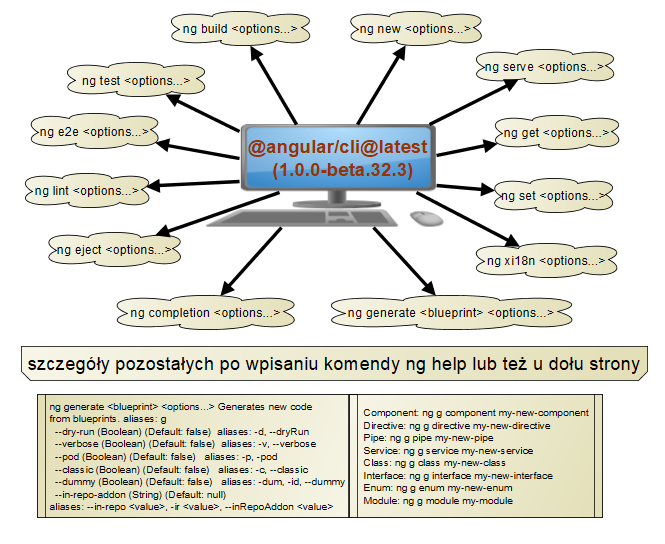 ng build <options...>
ng new <options...>
ng test <options...>
ng serve <options...>
ng e2e <options...>
ng get <options...>
@angular/cli@latest
(1.0.0-beta.32.3)
ng lint <options...>
ng set <options...>
ng eject <options...>
ng xi18n <options...>
ng completion <options...>
ng generate <blueprint> <options...>
szczegóły pozostałych po wpisaniu komendy ng help lub też u dołu strony
ng generate <blueprint> <options...> Generates new code
from blueprints. aliases: g
--dry-run (Boolean) (Default: false) aliases: -d, --dryRun
--verbose (Boolean) (Default: false) aliases: -v, --verbose
--pod (Boolean) (Default: false) aliases: -p, -pod
--classic (Boolean) (Default: false) aliases: -c, --classic
--dummy (Boolean) (Default: false) aliases: -dum, -id, --dummy
--in-repo-addon (String) (Default: null)
aliases: --in-repo <value>, -ir <value>, --inRepoAddon <value>
Component: ng g component my-new-component
Directive: ng g directive my-new-directive
Pipe: ng g pipe my-new-pipe
Service: ng g service my-new-service
Class: ng g class my-new-class
Interface: ng g interface my-new-interface
Enum: ng g enum my-new-enum
Module: ng g module my-module